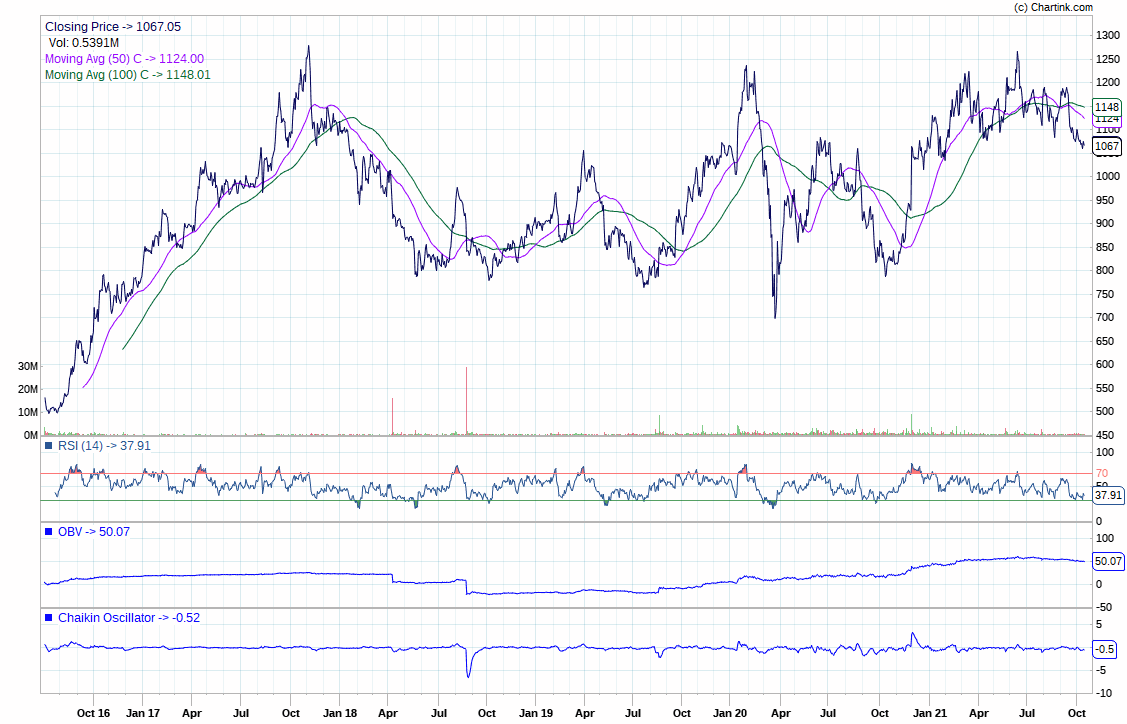 (c) Chartink.com
Closing Price -> 1067.05
Vol: 0.5391M
Moving Avg (50) C -> 1124.00
Moving Avg (100) C -> 1148.01
1300
1250
1200
1148
1124
1100
1067
1000
950
900
850
800
750
700
650
600
550
500
450
30M
20M
10M
0M
RSI (14) -> 37.91
100
70
50
37.91
0
OBV -> 50.07
100
50.07
0
-50
Chaikin Oscillator -> -0.52
5
-0.5
-5
-10
Oct 16 Jan 17 Apr Jul Oct Jan 18 Apr Jul Oct Jan 19 Apr Jul Oct Jan 20 Apr Jul Oct Jan 21 Apr Jul Oct